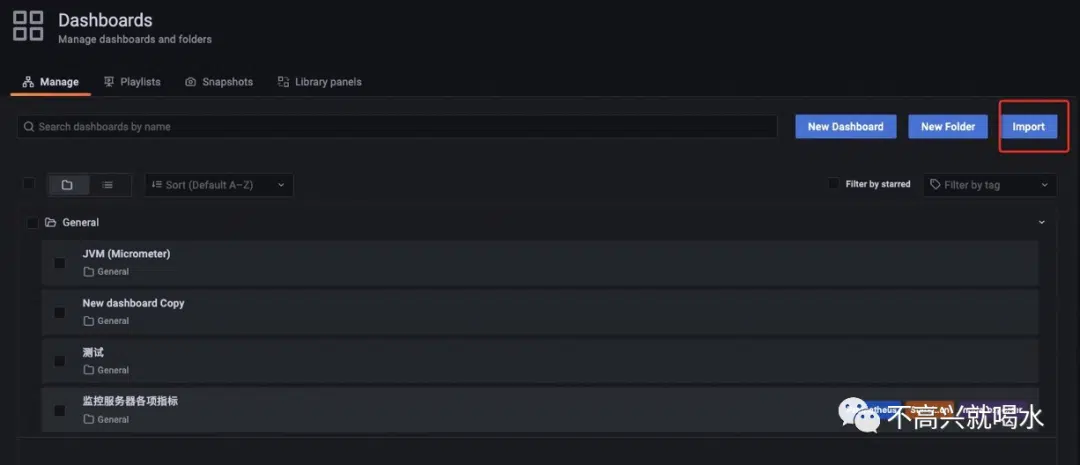 Dashboards
Manage dashboards and folders
Manage Playlists Snapshots Library panels
Search dashboards by name New Dashboard New Folder Import
Sort (Default A–Z) Filter by starred Filter by tag
General
JVM (Micrometer)
General
New dashboard Copy
General
测试
General
监控服务器各项指标
General
不高兴就喝水